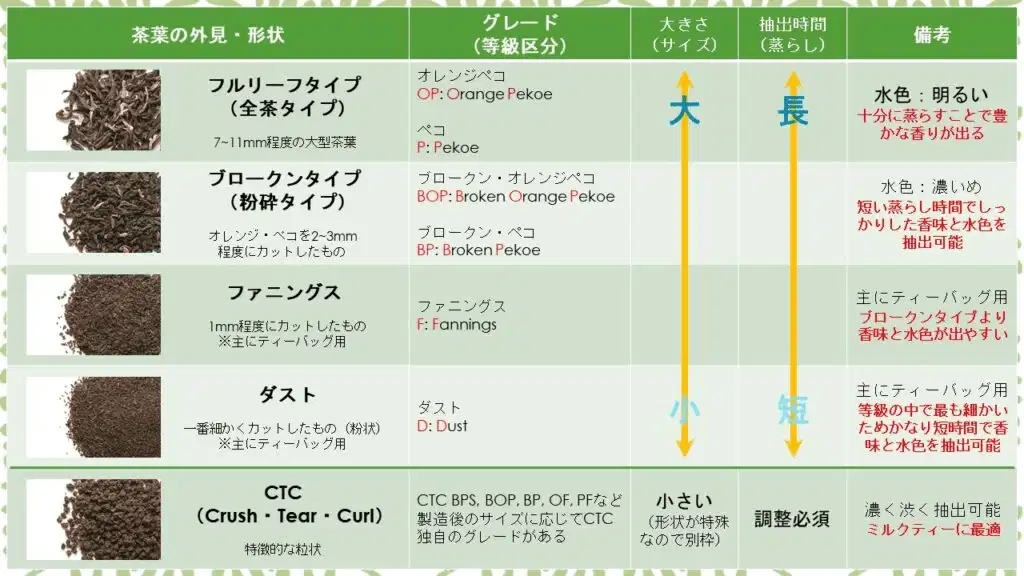 茶葉の外見・形状
グレード
（等級区分）
大きさ
（サイズ）
抽出時間
（蒸らし）
備考
フルリーフタイプ
（全茶タイプ）
7~11mm程度の大型茶葉
オレンジペコ
OP: Orange Pekoe
ペコ
P: Pekoe
大
長
水色：明るい
十分に蒸らすことで豊
かな香りが出る
ブロークンタイプ
（粉砕タイプ）
オレンジ・ペコを2~3mm
程度にカットしたもの
ブロークン・オレンジペコ
BOP: Broken Orange Pekoe
ブロークン・ペコ
BP: Broken Pekoe
水色：濃いめ
短い蒸らし時間でしっ
かりした香味と水色を
抽出可能
ファニングス
1mm程度にカットしたもの
※主にティーバッグ用
ファニングス
F: Fannings
主にティーバッグ用
ブロークンタイプより
香味と水色が出やすい
ダスト
一番細かくカットしたもの（粉状）
※主にティーバッグ用
ダスト
D: Dust
小
短
主にティーバッグ用
等級の中で最も細かい
ためかなり短時間で香
味と水色を抽出可能
CTC
（Crush・Tear・Curl）
特徴的な粒状
CTC BPS, BOP, BP, OF, PFなど
製造後のサイズに応じてCTC
独自のグレードがある
小さい
（形状が特殊
なので別枠）
調整必須
濃く渋く抽出可能
ミルクティーに最適